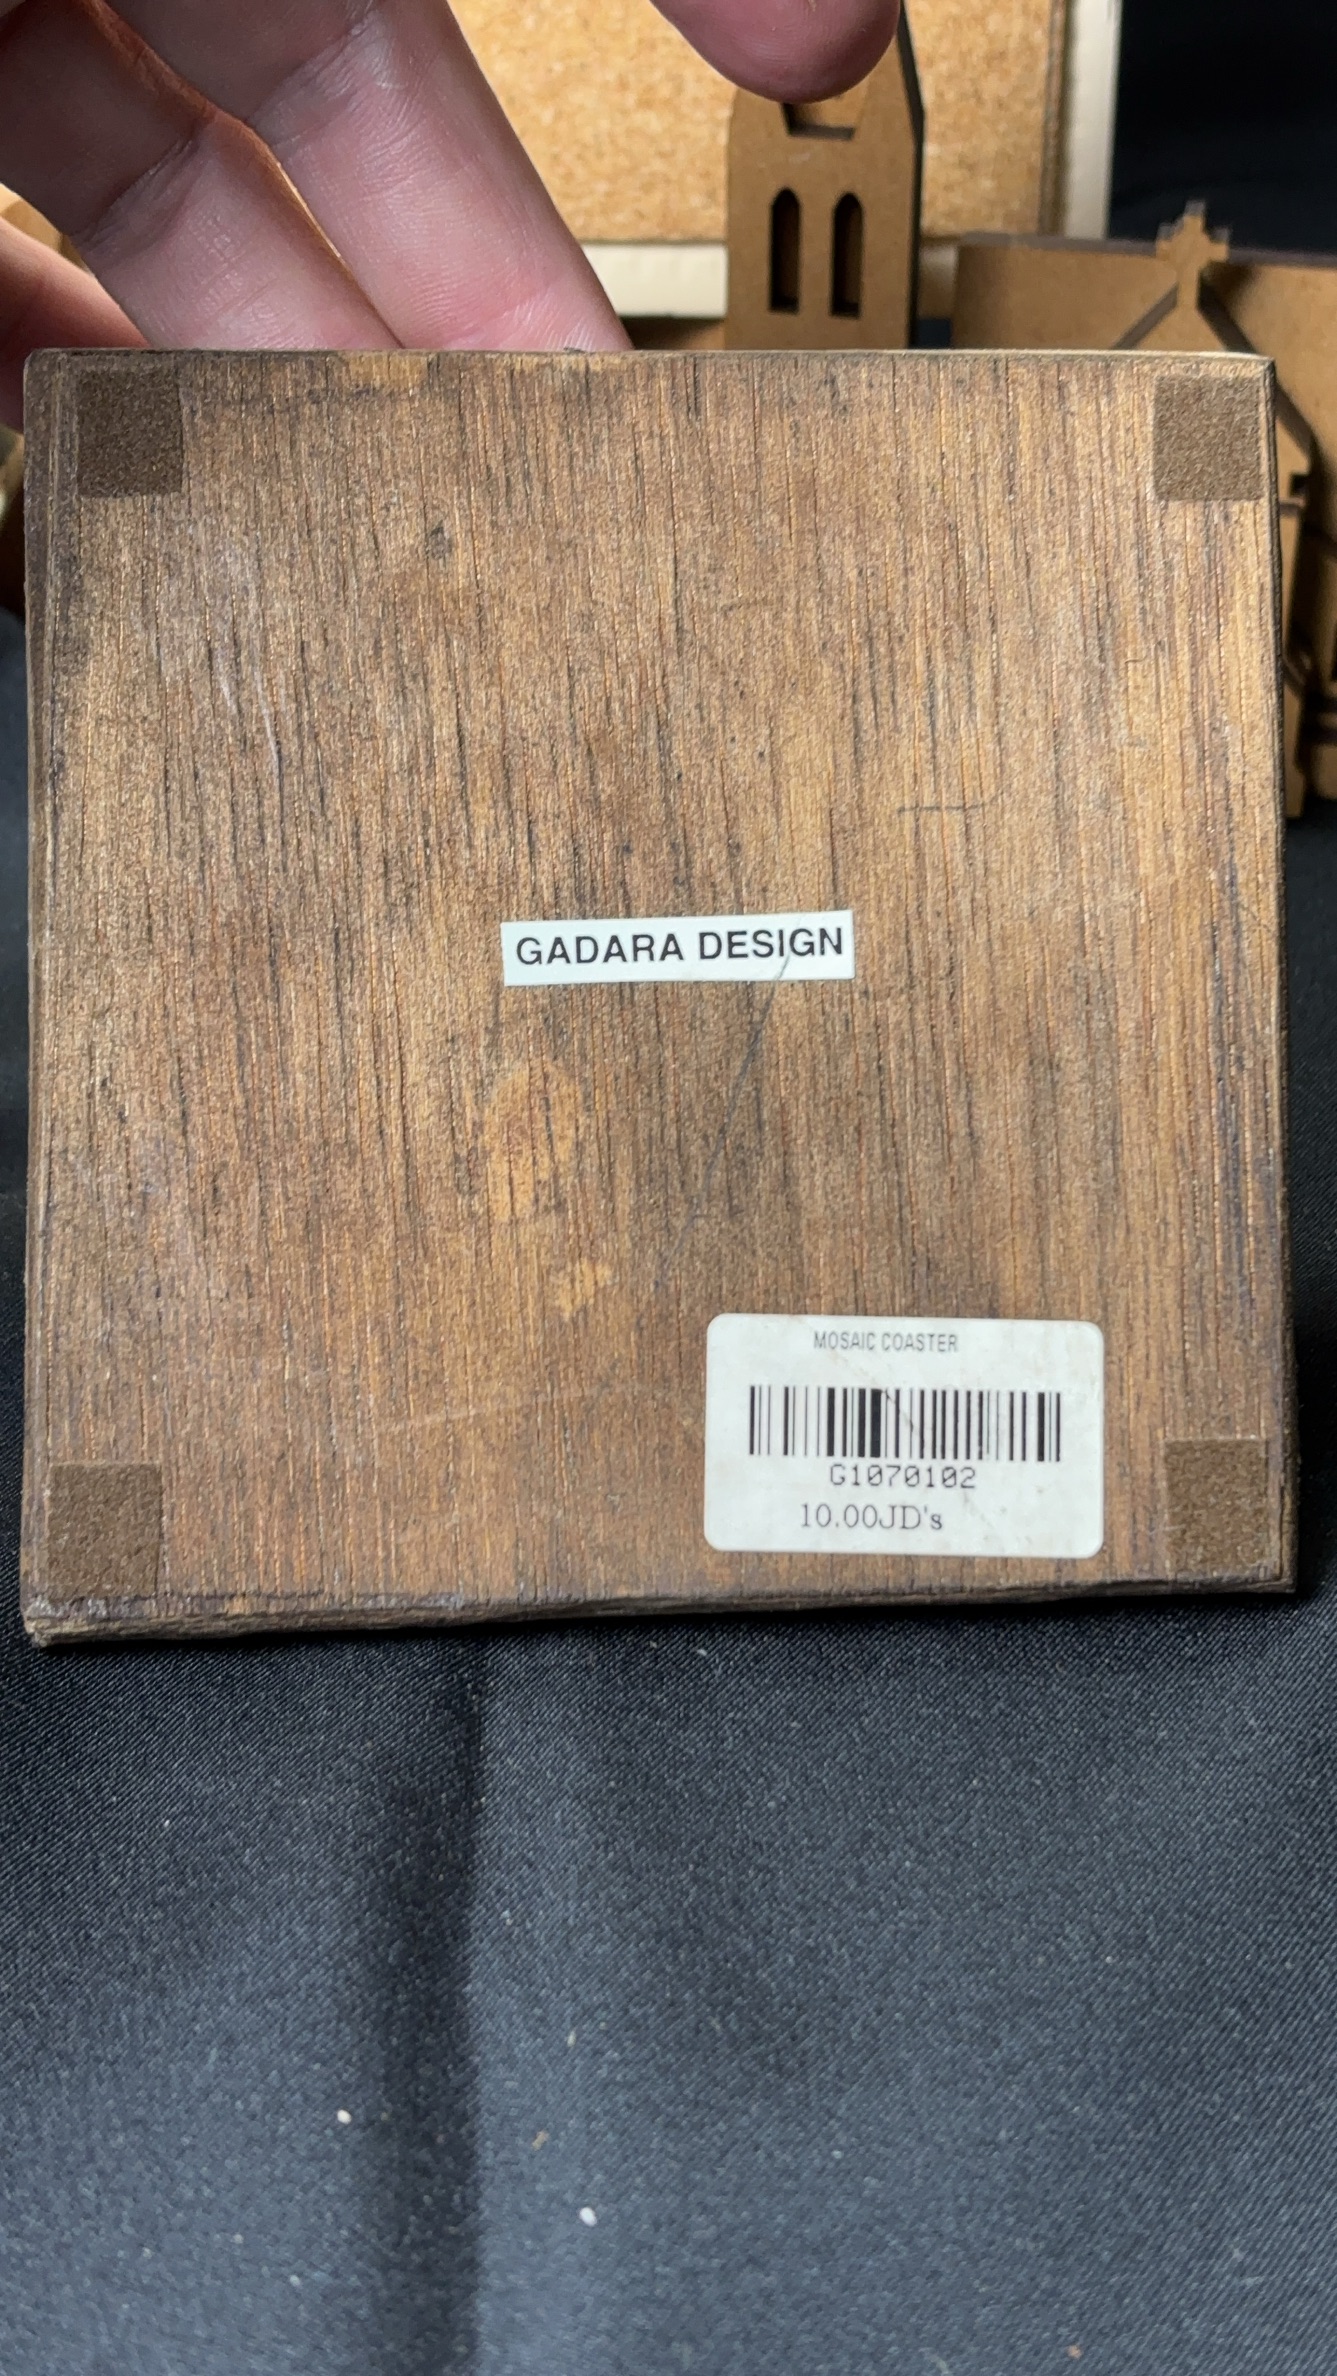 GADARA DESIGN
MOSAIC COASTER
G1070102
10.00JD's